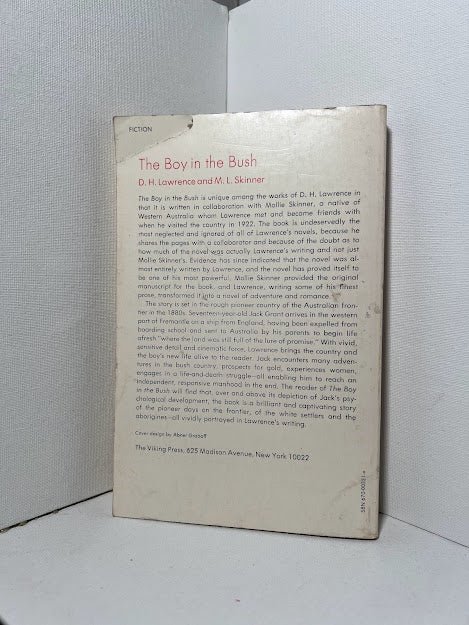 FICTION
The Boy in the Bush
D. H. Lawrence and M. L. Skinner
The Boy in the Bush is unique among the works of D. H. Lawrence in
that it is written in collaboration with Mollie Skinner, a native of
Western Australia whom Lawrence met and became friends with
when he visited the country in 1922. The book is undeservedly the
most neglected and ignored of all of Lawrence's novels, because he
shares the pages with a collaborator and because of the doubt as to
how much of the novel was actually Lawrence's writing and not just
Mollie Skinner's. Evidence has since indicated that the novel was al-
most entirely written by Lawrence, and the novel has proved itself to
be one of his most powerful. Mollie Skinner provided the original
manuscript for the book, and Lawrence, writing some of his finest
prose, transformed it into a novel of adventure and romance.
The story is set in the rough pioneer country of the Australian fron-
tier in the 1880s. Seventeen-year-old Jack Grant arrives in the western
port of Fremantle on a ship from England, having been expelled from
boarding school and sent to Australia by his parents to begin life
afresh "where the land was still full of the lure of promise." With vivid,
sensitive detail and cinematic force, Lawrence brings the country and
the boy's new life alive to the reader. Jack encounters many adven-
tures in the bush country, prospects for gold, experiences women,
engages in a life-and-death struggle—all enabling him to reach an
independent, responsive manhood in the end. The reader of The Boy
in the Bush will find that, over and above its depiction of Jack's psy-
chological development, the book is a brilliant and captivating story
of the pioneer days on the frontier, of the white settlers and the
aborigines—all vividly portrayed in Lawrence's writing.
Cover design by Abner Graboff
The Viking Press, 625 Madison Avenue, New York 10022